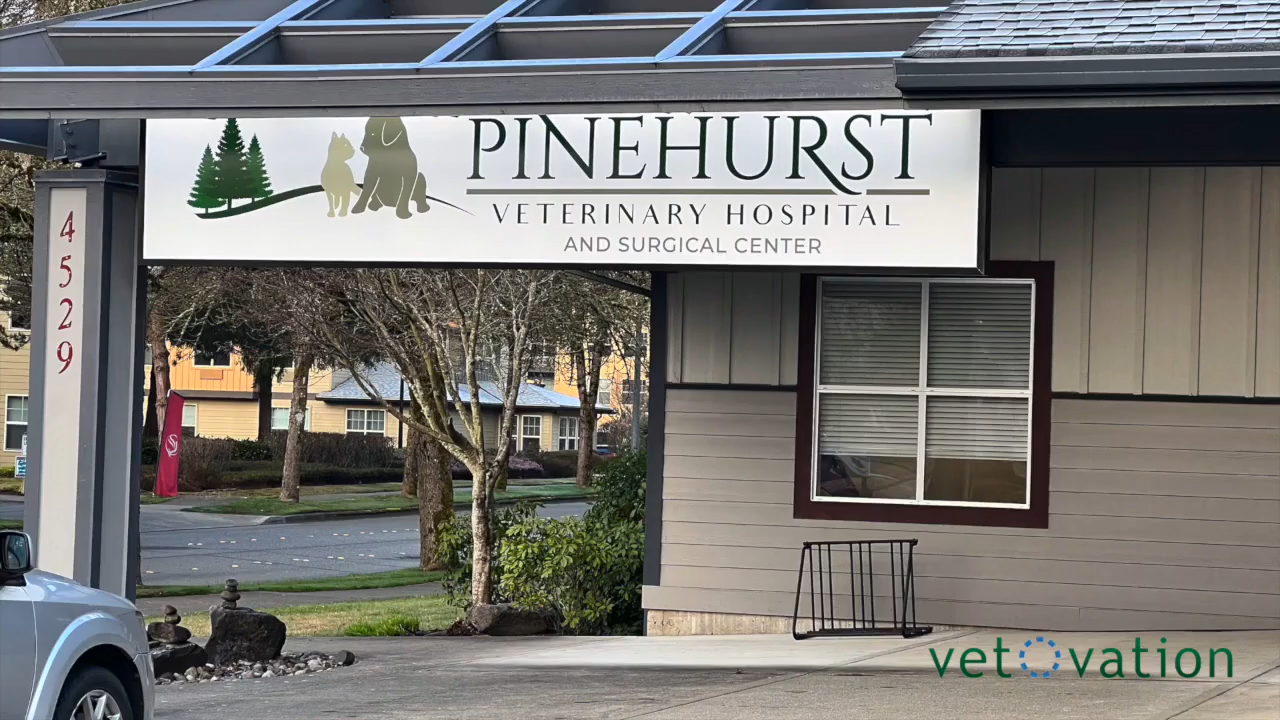 PINEHURST
VETERINARY HOSPITAL
AND SURGICAL CENTER
4529
vetovation